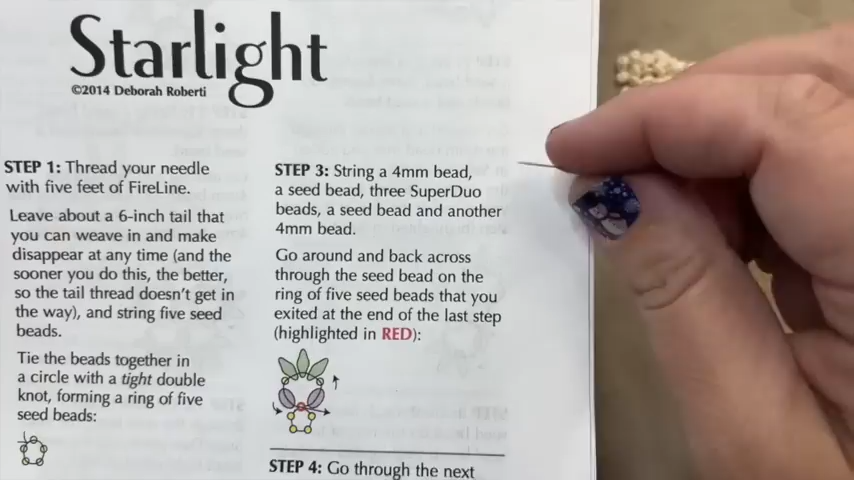 Starlight
©2014 Deborah Roberti
STEP 1: Thread your needle
with five feet of FireLine.
Leave about a 6-inch tail that
you can weave in and make
disappear at any time (and the
sooner you do this, the better,
so the tail thread doesn't get in
the way), and string five seed
beads.
Tie the beads together in
a circle with a tight double
knot, forming a ring of five
seed beads:
STEP 3: String a 4mm bead,
a seed bead, three SuperDuo
beads, a seed bead and another
4mm bead.
Go around and back across
through the seed bead on the
ring of five seed beads that you
exited at the end of the last step
(highlighted in RED):
STEP 4: Go through the next